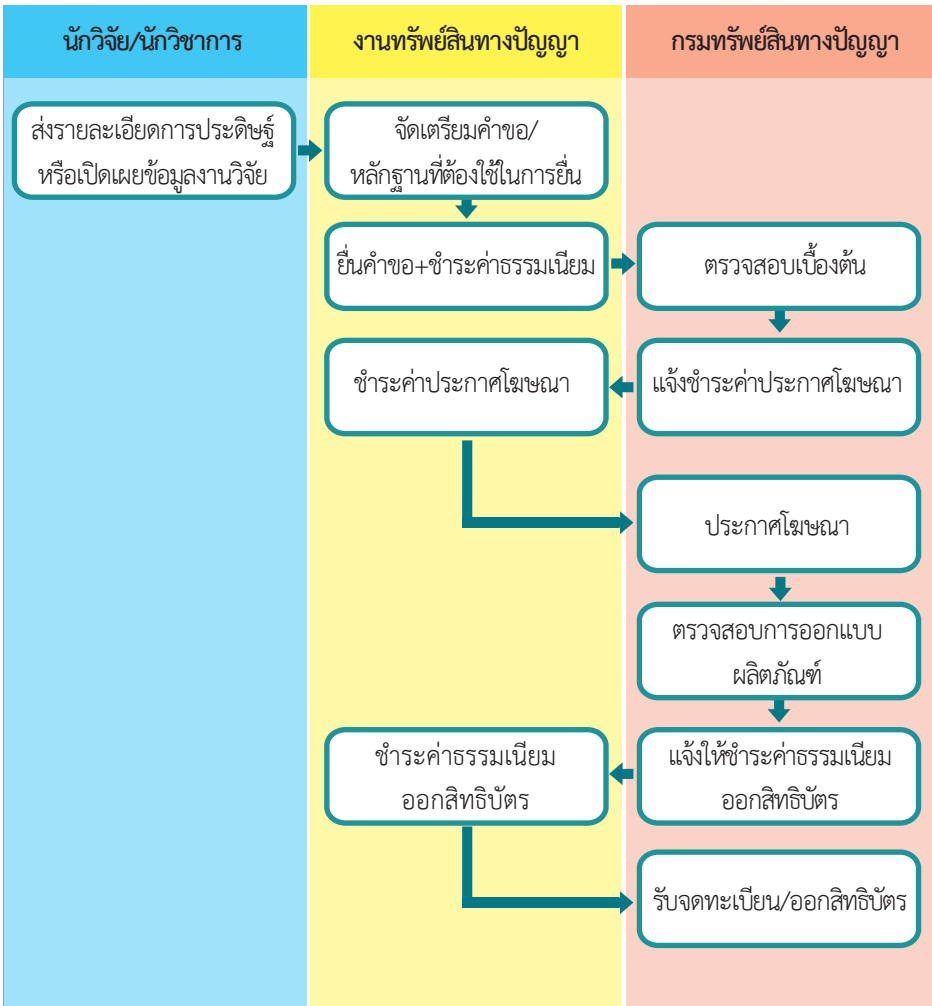 นักวิจัย/นักวิชาการ
งานทรัพย์สินทางปัญญา
กรมทรัพย์สินทางปัญญา
ส่งรายละเอียดการประดิษฐ์
หรือเปิดเผยข้อมูลงานวิจัย
จัดเตรียมคำขอ/
หลักฐานที่ต้องใช้ในการยื่น
ยื่นคำขอ+ชำระค่าธรรมเนียม
ตรวจสอบเบื้องต้น
แจ้งชำระค่าประกาศโฆษณา
ชำระค่าประกาศโฆษณา
ประกาศโฆษณา
ตรวจสอบการออกแบบ
ผลิตภัณฑ์
แจ้งให้ชำระค่าธรรมเนียม
ออกสิทธิบัตร
ชำระค่าธรรมเนียม
ออกสิทธิบัตร
รับจดทะเบียน/ออกสิทธิบัตร